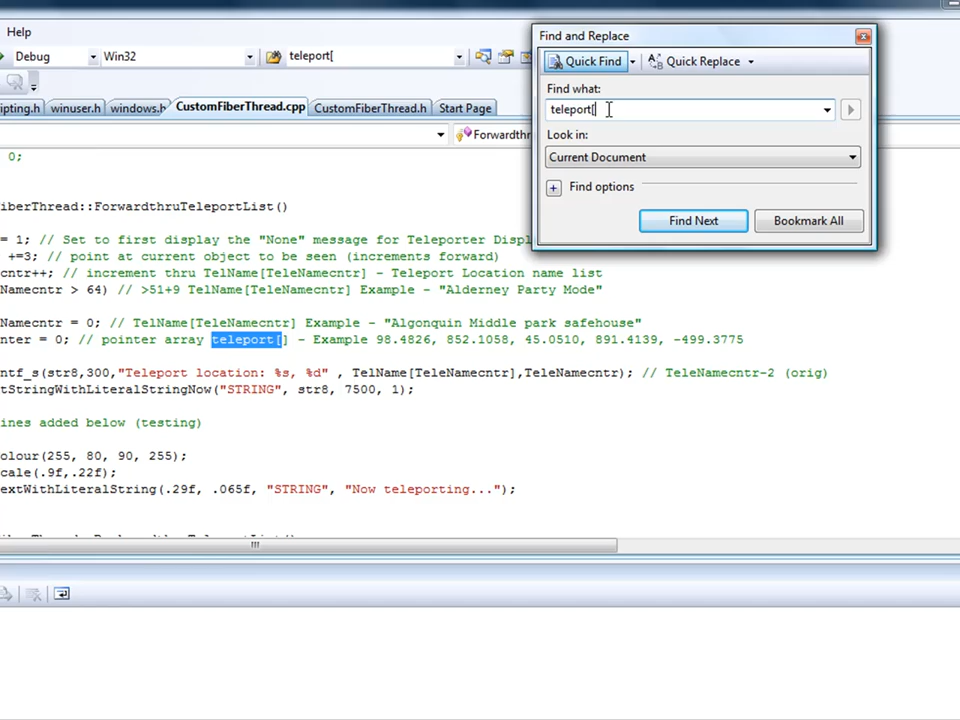 Help
Find and Replace
Debug Win32 teleport[
Quick Find Quick Replace
Find what:
teleport[
ipting.h winuser.h windows.h CustomFiberThread.cpp CustomFiberThread.h Start Page
Look in:
Forwardthr
Current Document
0;
Find options
iberThread::ForwardthruTeleportList()
Find Next Bookmark All
= 1; // Set to first display the "None" message for Teleporter Displ
+=3; // point at current object to be seen (increments forward)
cntr++; // increment thru TelName[TeleNamecntr] - Teleport Location name list
Namecntr > 64) // >51+9 TelName[TeleNamecntr] Example - "Alderney Party Mode"
Namecntr = 0; // TelName[TeleNamecntr] Example - "Algonquin Middle park safehouse"
nter = 0; // pointer array teleport[] - Example 98.4826, 852.1058, 45.0510, 891.4139, -499.3775
ntf_s(str8,300,"Teleport location: %s, %d" , TelName[TeleNamecntr],TeleNamecntr); // TeleNamecntr-2 (orig)
tStringWithLiteralStringNow("STRING", str8, 7500, 1);
ines added below (testing)
olour(255, 80, 90, 255);
cale(.9f,.22f);
extWithLiteralString(.29f, .065f, "STRING", "Now teleporting...");